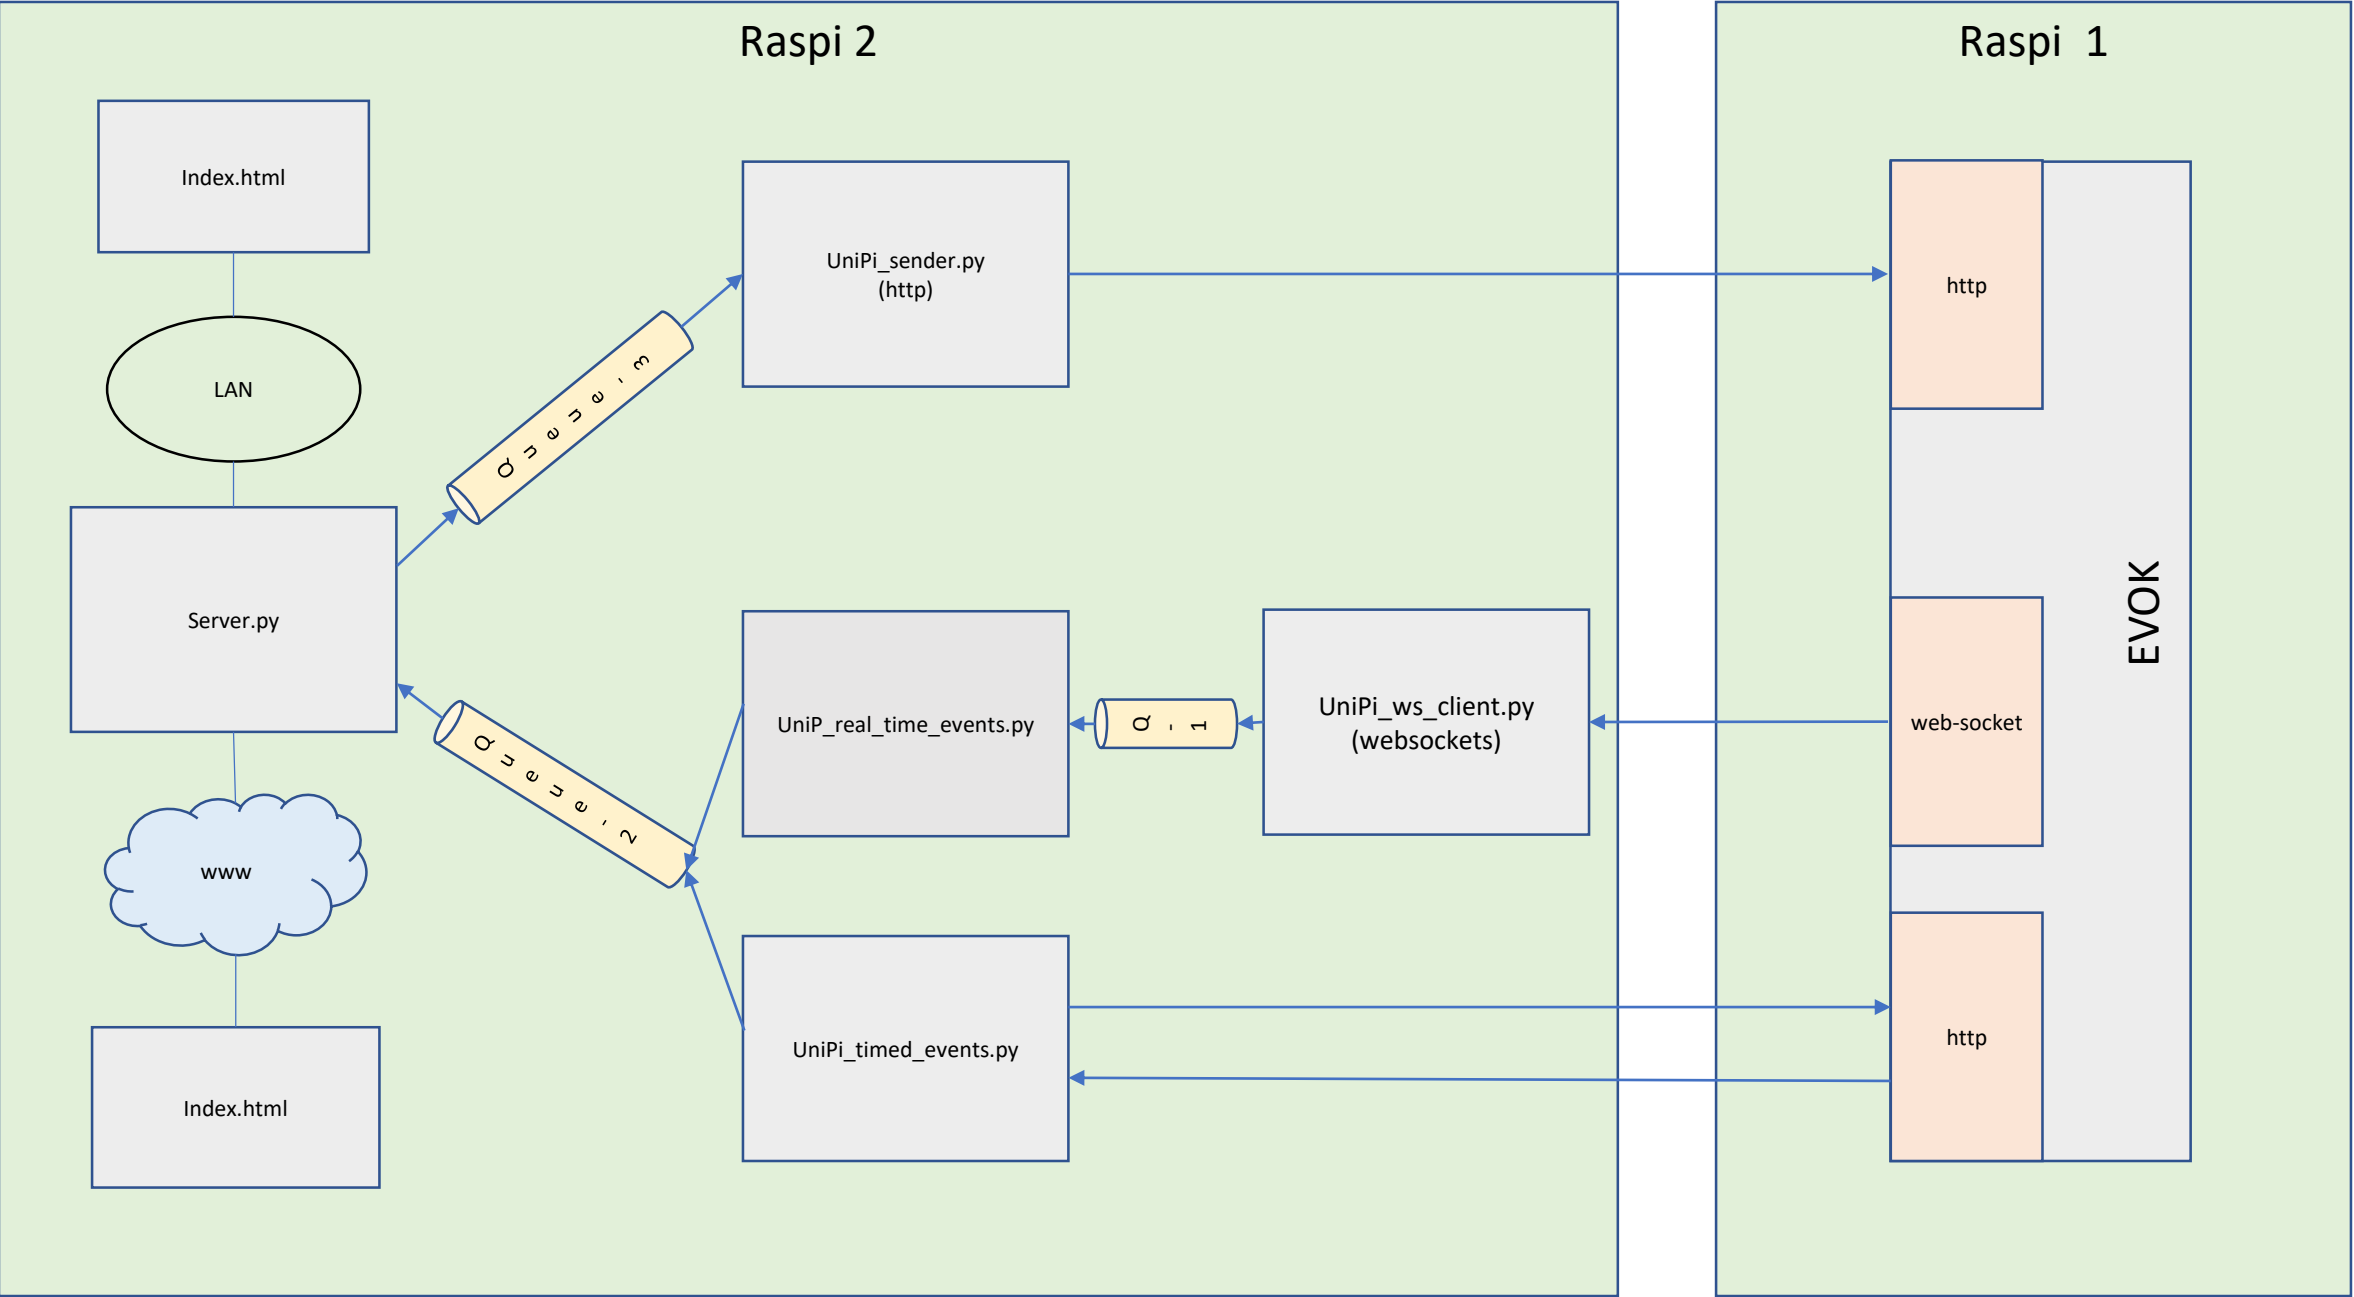 Raspi 2
Raspi 1
Index.html
LAN
Server.py
www
Index.html
Queue-3
Queue-2
UniPi_sender.py
(http)
UniP_real_time_events.py
Q-1
UniPi_ws_client.py
(websockets)
UniPi_timed_events.py
http
web-socket
http
EVOK